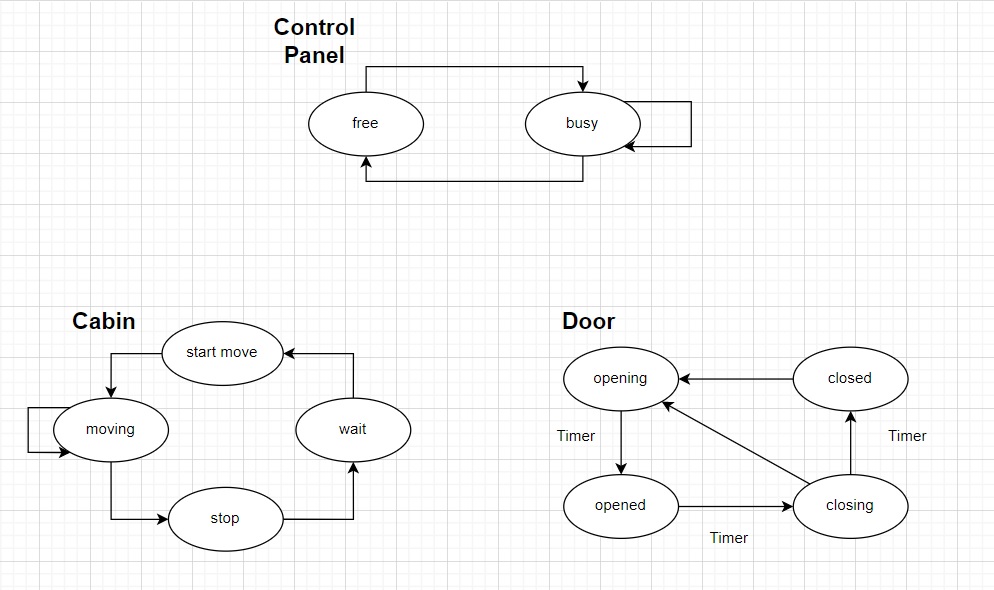 Control
Panel
free
busy
Cabin
start move
moving
wait
stop
Door
opening
closed
Timer
Timer
opened
closing
Timer